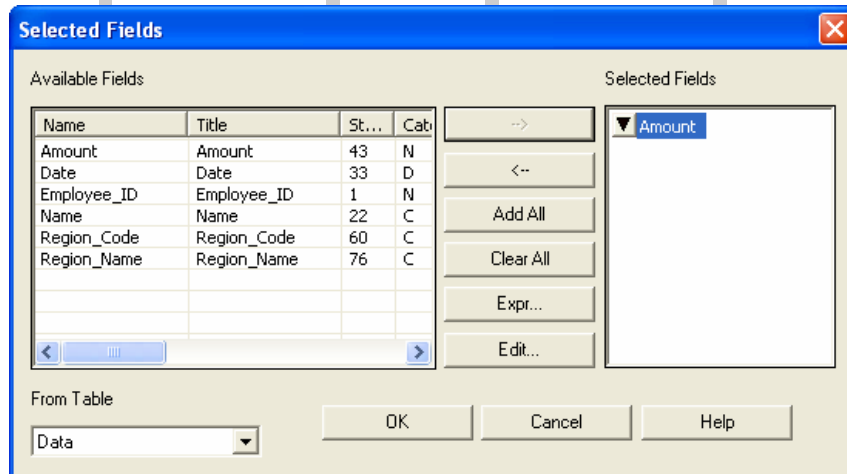 Selected Fields
Available Fields
Selected Fields
Name Title St... Cat
Amount Amount 43 N
Date Date 33 D
Employee_ID Employee_ID 1 N
Name Name 22 C
Region_Code Region_Code 60 C
Region_Name Region_Name 76 C
-->
<--
Add All
Clear All
Expr...
Edit...
Amount
From Table
Data
OK
Cancel
Help